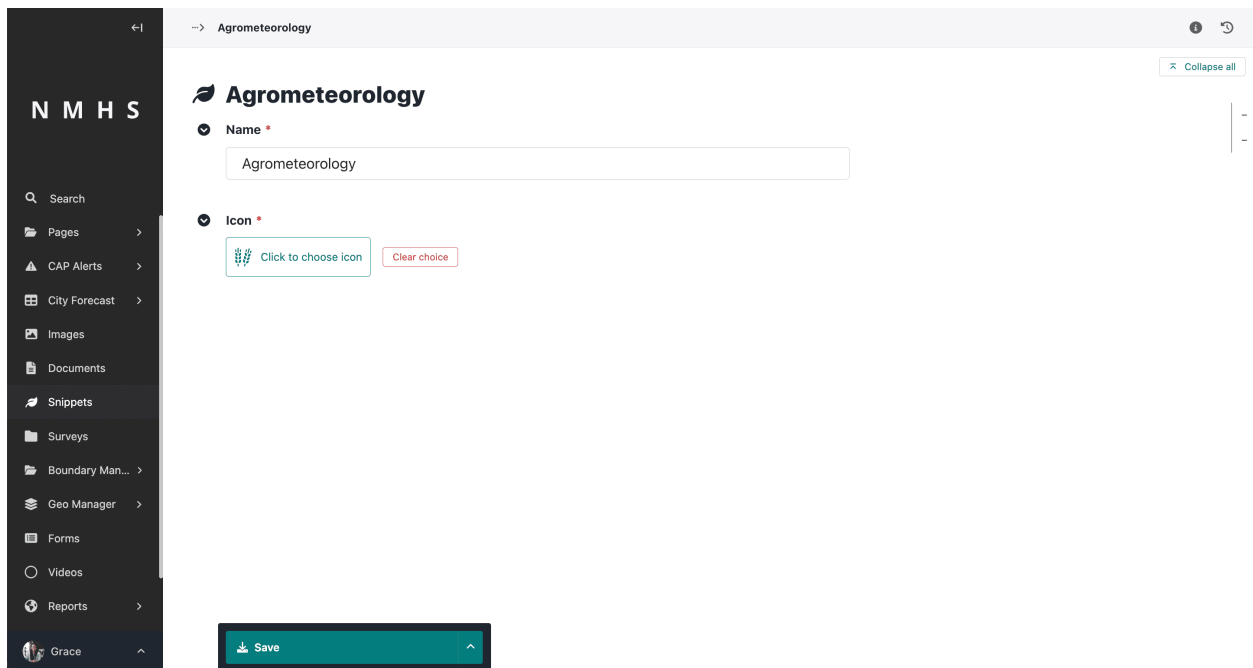 Agrometeorology
Collapse all
N M H S
Search
Pages
CAP Alerts
City Forecast
Images
Documents
Snippets
Surveys
Boundary Man...
Geo Manager
Forms
Videos
Reports
Grace
Agrometeorology
Name *
Agrometeorology
Icon *
Click to choose icon
Clear choice
Save